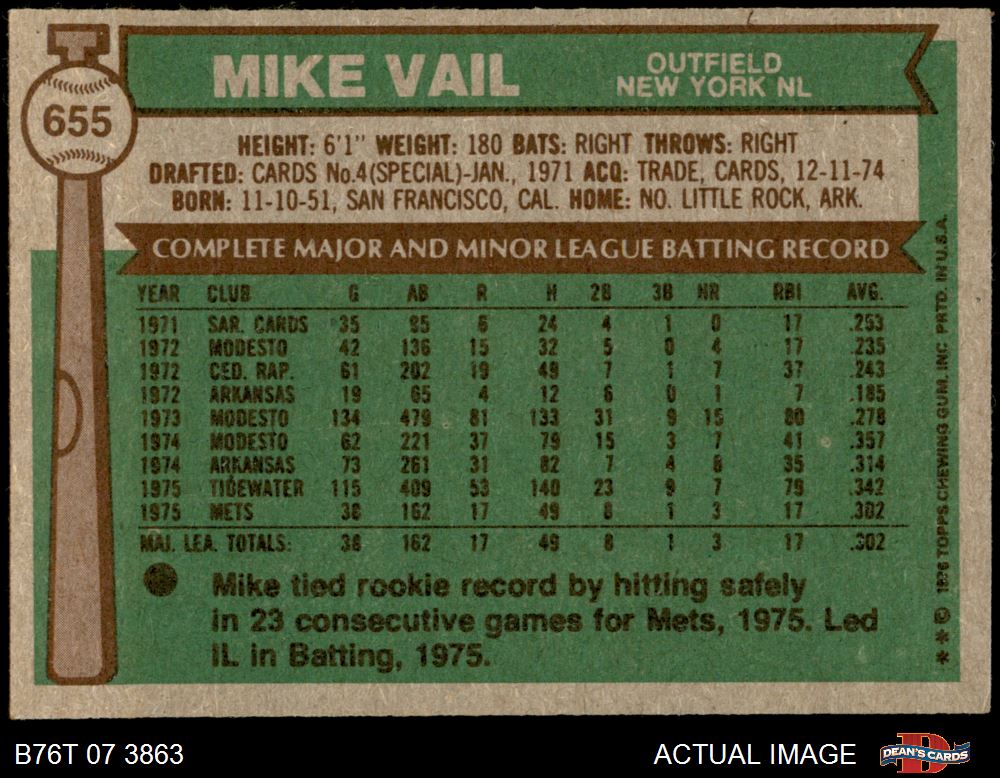 MIKE VAIL
OUTFIELD
NEW YORK NL
655
HEIGHT: 6'1" WEIGHT: 180 BATS: RIGHT THROWS: RIGHT
DRAFTED: CARDS No.4(SPECIAL)-JAN., 1971 ACQ: TRADE, CARDS, 12-11-74
BORN: 11-10-51, SAN FRANCISCO, CAL. HOME: NO. LITTLE ROCK, ARK.
COMPLETE MAJOR AND MINOR LEAGUE BATTING RECORD
YEAR CLUB G AB R H 2B 3B HR RBI AVG.
1971 SAR. CARDS 35 95 6 24 4 1 0 17 .253
1972 MODESTO 42 136 15 32 5 0 4 17 .235
1972 CED. RAP. 61 202 19 49 7 1 7 37 .243
1972 ARKANSAS 19 65 4 12 6 0 1 7 .185
1973 MODESTO 134 479 81 133 31 9 15 80 .278
1974 MODESTO 62 221 37 79 15 3 7 41 .357
1974 ARKANSAS 73 261 31 82 7 4 8 35 .314
1975 TIDEWATER 115 409 53 140 23 9 7 79 .342
1975 METS 38 162 17 49 8 1 3 17 .302
MAJ. LEA. TOTALS: 38 162 17 49 8 1 3 17 .302
Mike tied rookie record by hitting safely
in 23 consecutive games for Mets, 1975. Led
IL in Batting, 1975.
* * © 1976 TOPPS CHEWING GUM, INC. PRTD. IN U.S.A.
B76T 07 3863
ACTUAL IMAGE
D
DEAN'S CARDS